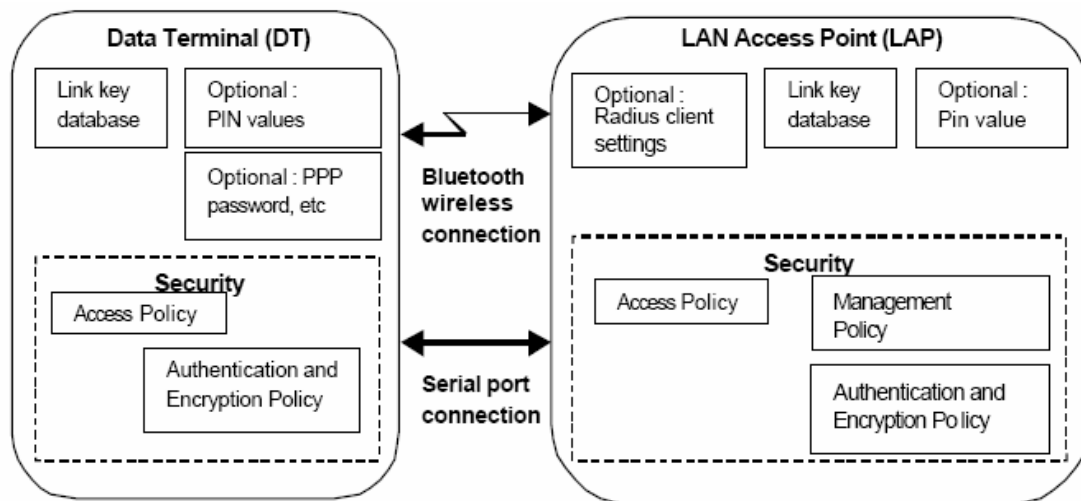 Data Terminal (DT)
Link key
database
Optional :
PIN values
Optional : PPP
password, etc
Security
Access Policy
Authentication and
Encryption Policy
Bluetooth
wireless
connection
Serial port
connection
LAN Access Point (LAP)
Optional :
Radius client
settings
Link key
database
Optional :
Pin value
Security
Access Policy
Management
Policy
Authentication and
Encryption Policy